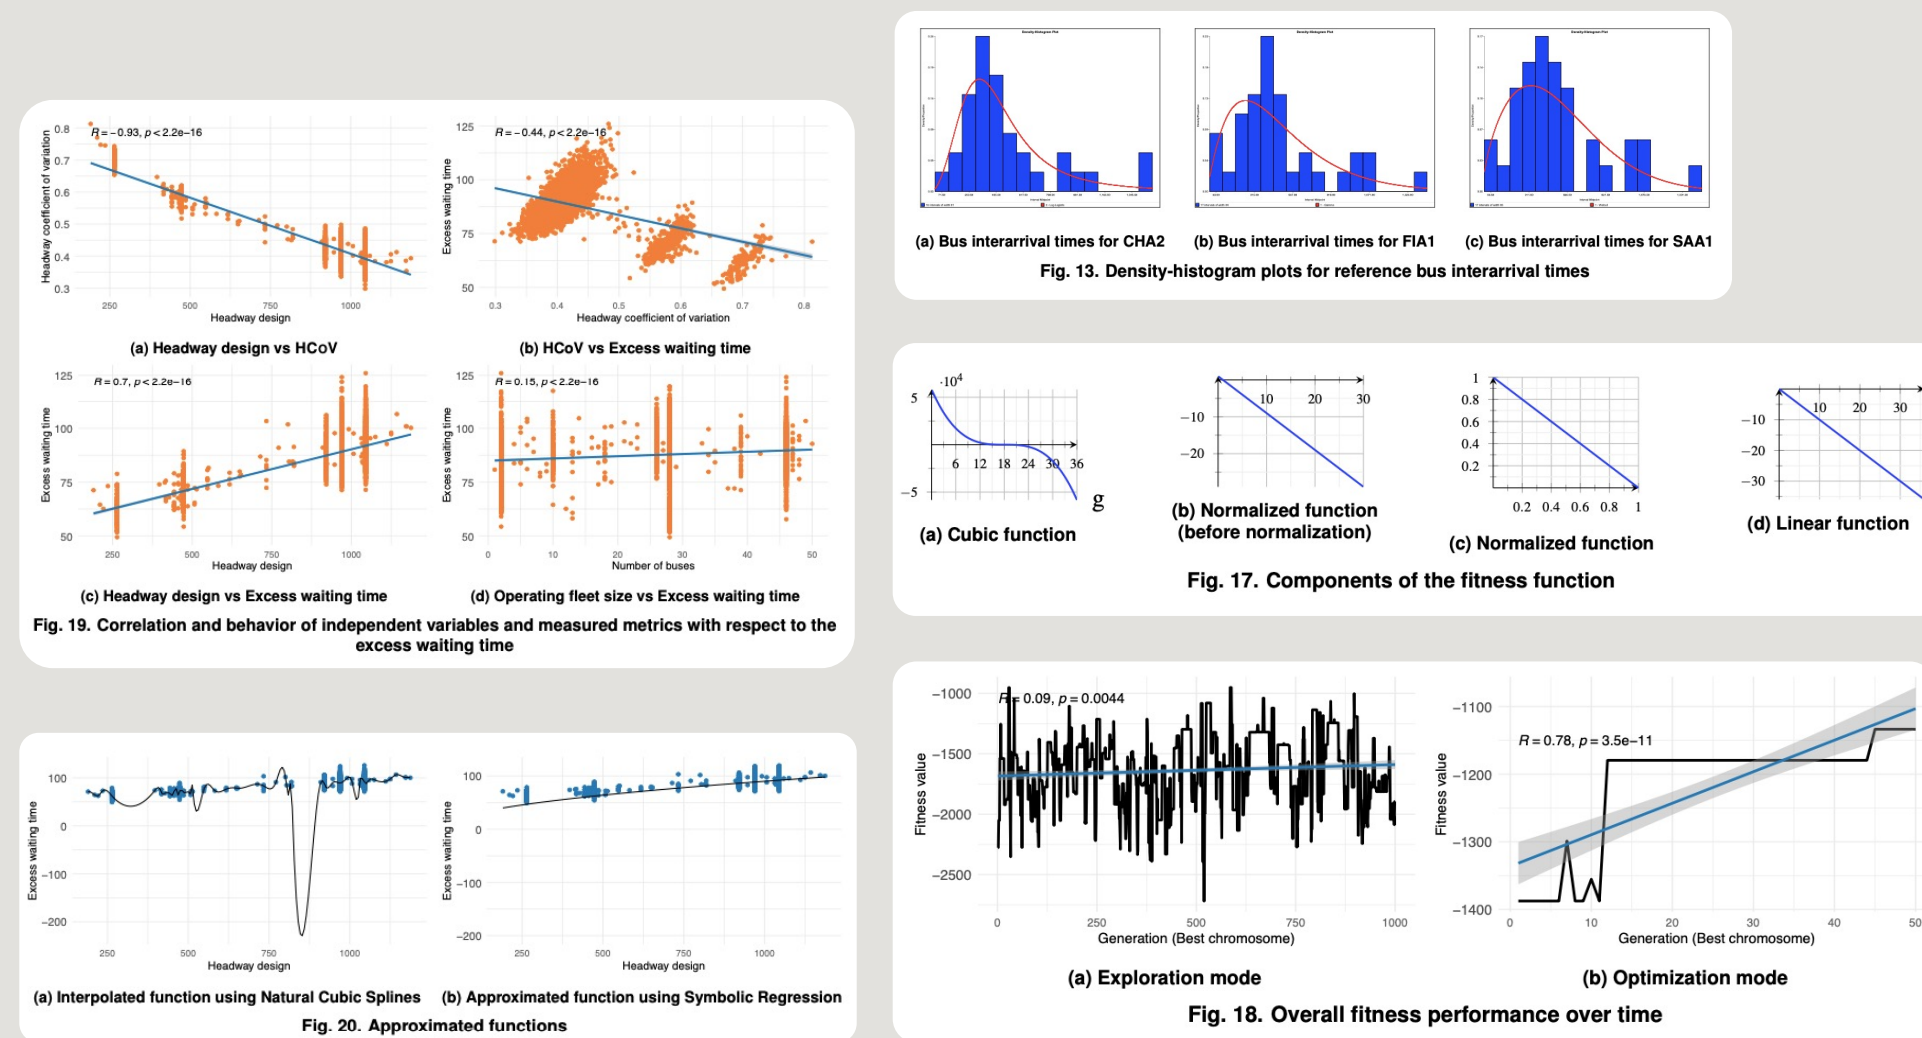 R = −0.93, p < 2.2e−16
Headway coefficient of variation
0.8
0.7
0.6
0.5
0.4
0.3
250 500 750 1000
Headway design
(a) Headway design vs HCoV
R = −0.44, p < 2.2e−16
Excess waiting time
125
100
75
50
0.3 0.4 0.5 0.6 0.7 0.8
Headway coefficient of variation
(b) HCoV vs Excess waiting time
R = 0.7, p < 2.2e−16
Excess waiting time
125
100
75
50
250 500 750 1000
Headway design
(c) Headway design vs Excess waiting time
R = 0.15, p < 2.2e−16
Excess waiting time
125
100
75
50
0 10 20 30 40 50
Number of buses
(d) Operating fleet size vs Excess waiting time
Fig. 19. Correlation and behavior of independent variables and measured metrics with respect to the
excess waiting time
Excess waiting time
100
0
−100
−200
250 500 750 1000
Headway design
(a) Interpolated function using Natural Cubic Splines
Excess waiting time
100
0
−100
−200
250 500 750 1000
Headway design
(b) Approximated function using Symbolic Regression
Fig. 20. Approximated functions
Density-Histogram Plot
Density-Histogram Plot
Density-Histogram Plot
(a) Bus interarrival times for CHA2
(b) Bus interarrival times for FIA1
(c) Bus interarrival times for SAA1
Fig. 13. Density-histogram plots for reference bus interarrival times
·10⁴
5
−5
6 12 18 24 30 36
g
(a) Cubic function
10 20 30
−10
−20
(b) Normalized function
(before normalization)
1
0.8
0.6
0.4
0.2
0.2 0.4 0.6 0.8 1
(c) Normalized function
10 20 30
−10
−20
−30
(d) Linear function
Fig. 17. Components of the fitness function
R = 0.09, p = 0.0044
Fitness value
−1000
−1500
−2000
−2500
0 250 500 750 1000
Generation (Best chromosome)
(a) Exploration mode
R = 0.78, p = 3.5e−11
Fitness value
−1100
−1200
−1300
−1400
0 10 20 30 40 50
Generation (Best chromosome)
(b) Optimization mode
Fig. 18. Overall fitness performance over time